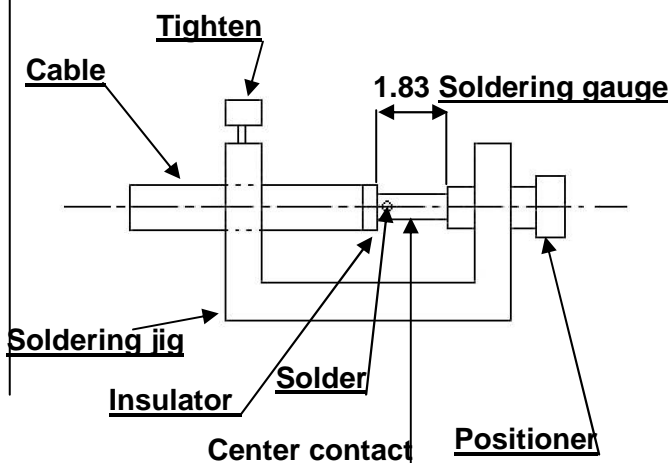 Tighten
Cable
1.83 Soldering gauge
Soldering jig
Solder
Insulator
Positioner
Center contact